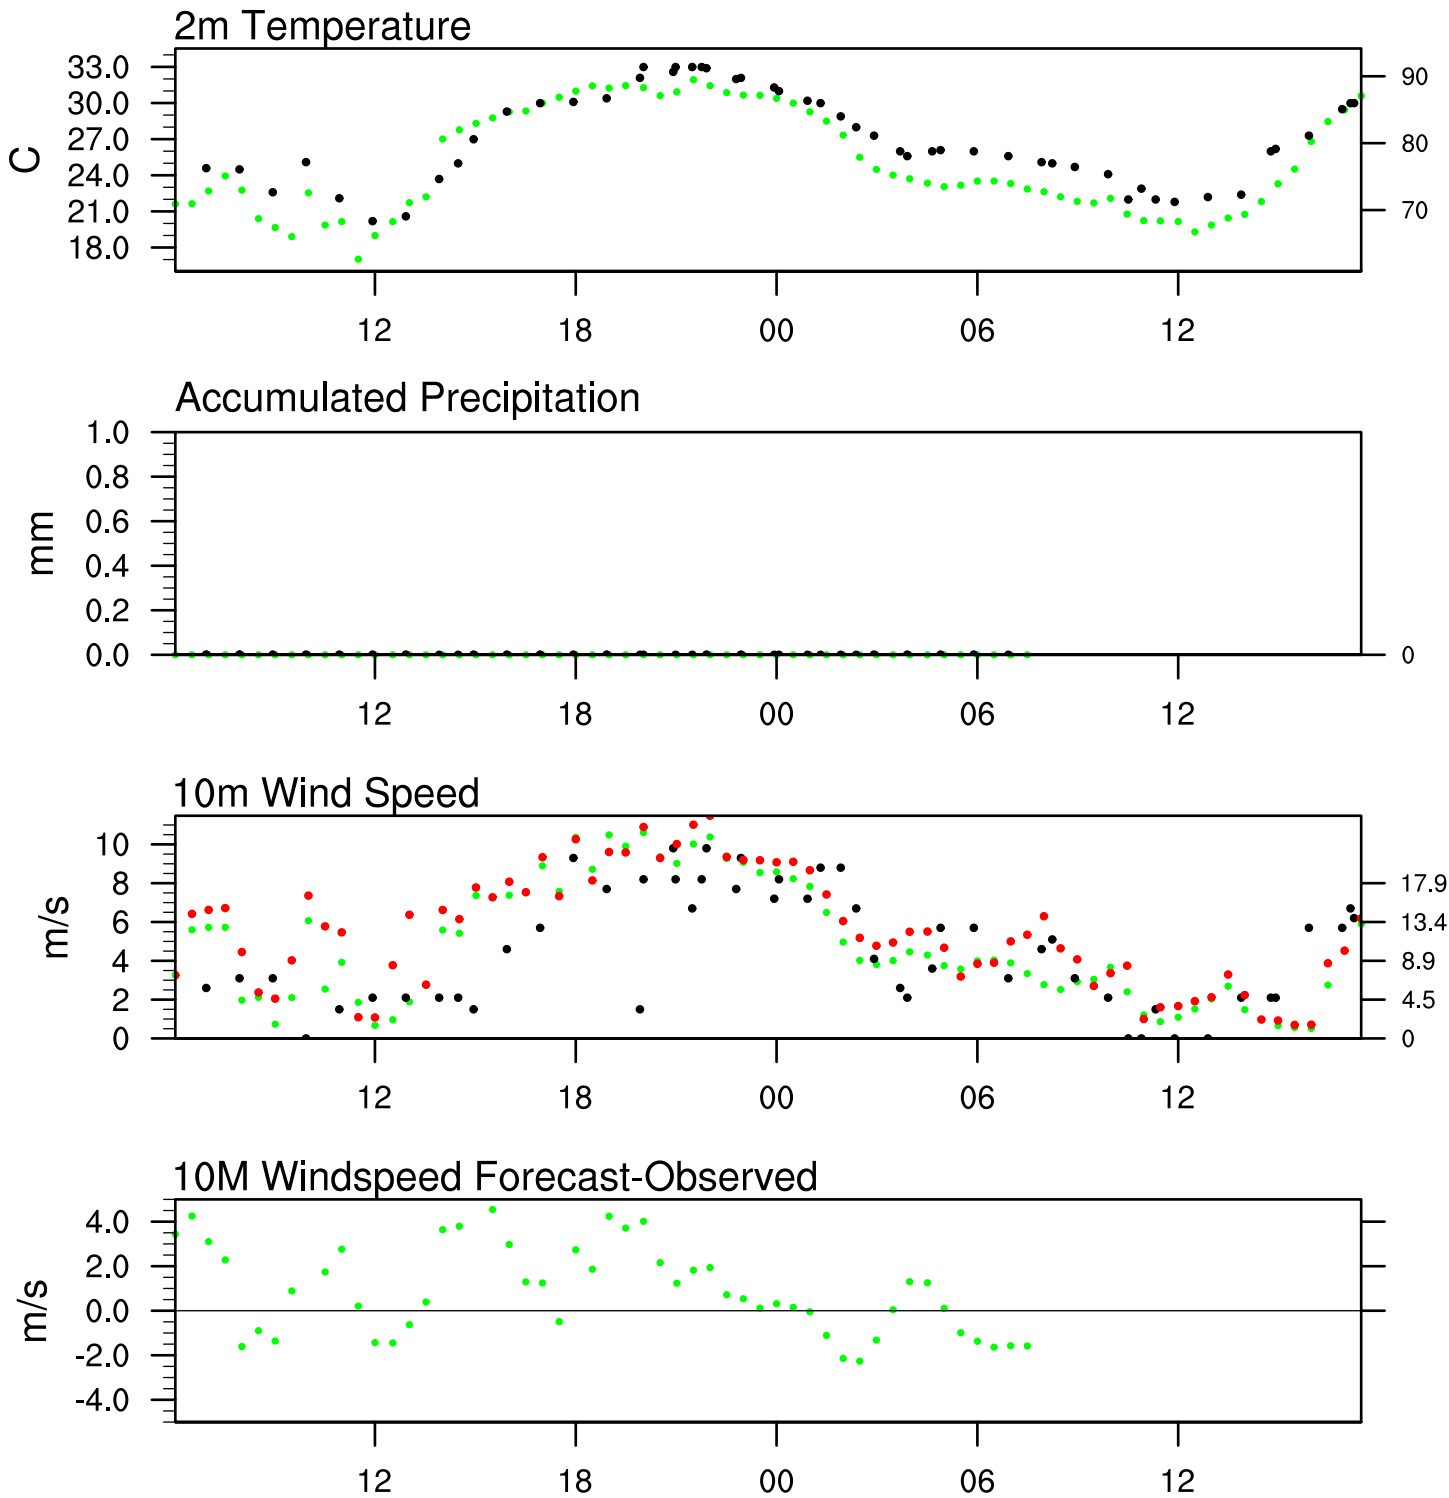 2m Temperature
33.0
30.0
27.0
24.0
21.0
18.0
C
90
80
70
12 18 00 06 12
Accumulated Precipitation
1.0
0.8
0.6
0.4
0.2
0.0
mm
0
12 18 00 06 12
10m Wind Speed
10
8
6
4
2
0
m/s
17.9
13.4
8.9
4.5
0
12 18 00 06 12
10M Windspeed Forecast-Observed
4.0
2.0
0.0
-2.0
-4.0
m/s
12 18 00 06 12